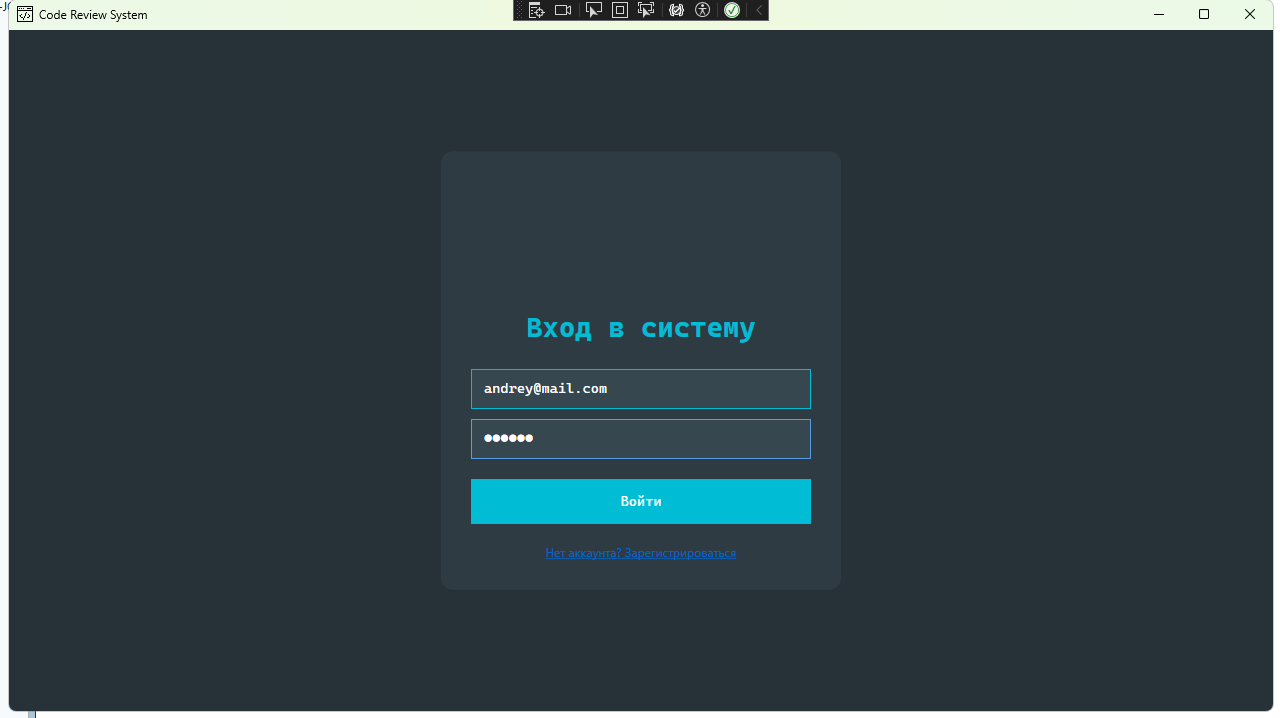 Code Review System
Вход в систему
andrey@mail.com
●●●●●●
Войти
Нет аккаунта? Зарегистрироваться